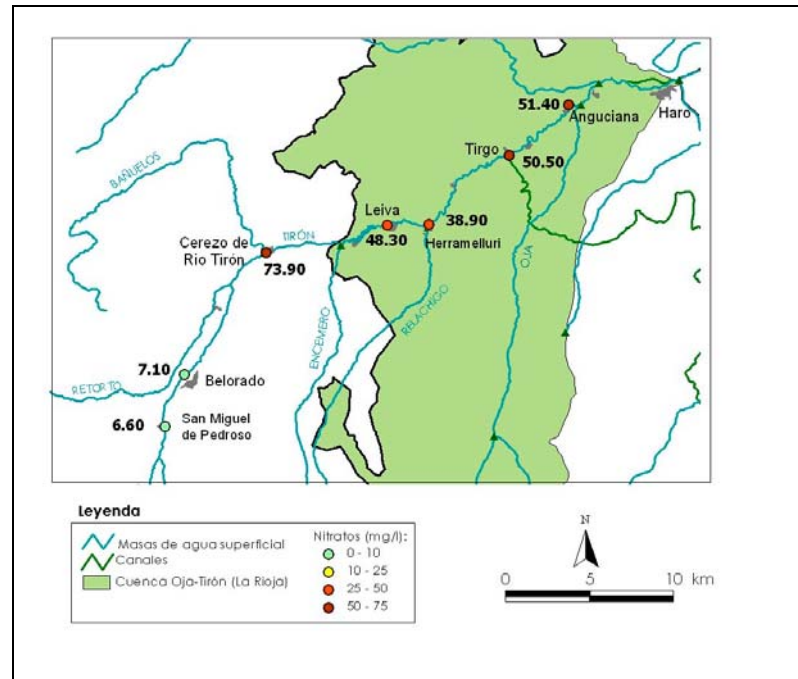 51.40
Anguciana
Haro
Tirgo
50.50
BAÑUELOS
Leiva
38.90
TIRÓN
48.30
Herramelluri
Cerezo de
Río Tirón
73.90
OJA
ENCEMERO
RELACHIGO
7.10
Belorado
RETORTO
6.60
San Miguel
de Pedroso
Leyenda
Masas de agua superficial
Canales
Cuenca Oja-Tirón (La Rioja)
Nitratos (mg/l):
0 - 10
10 - 25
25 - 50
50 - 75
N
0 5 10 km